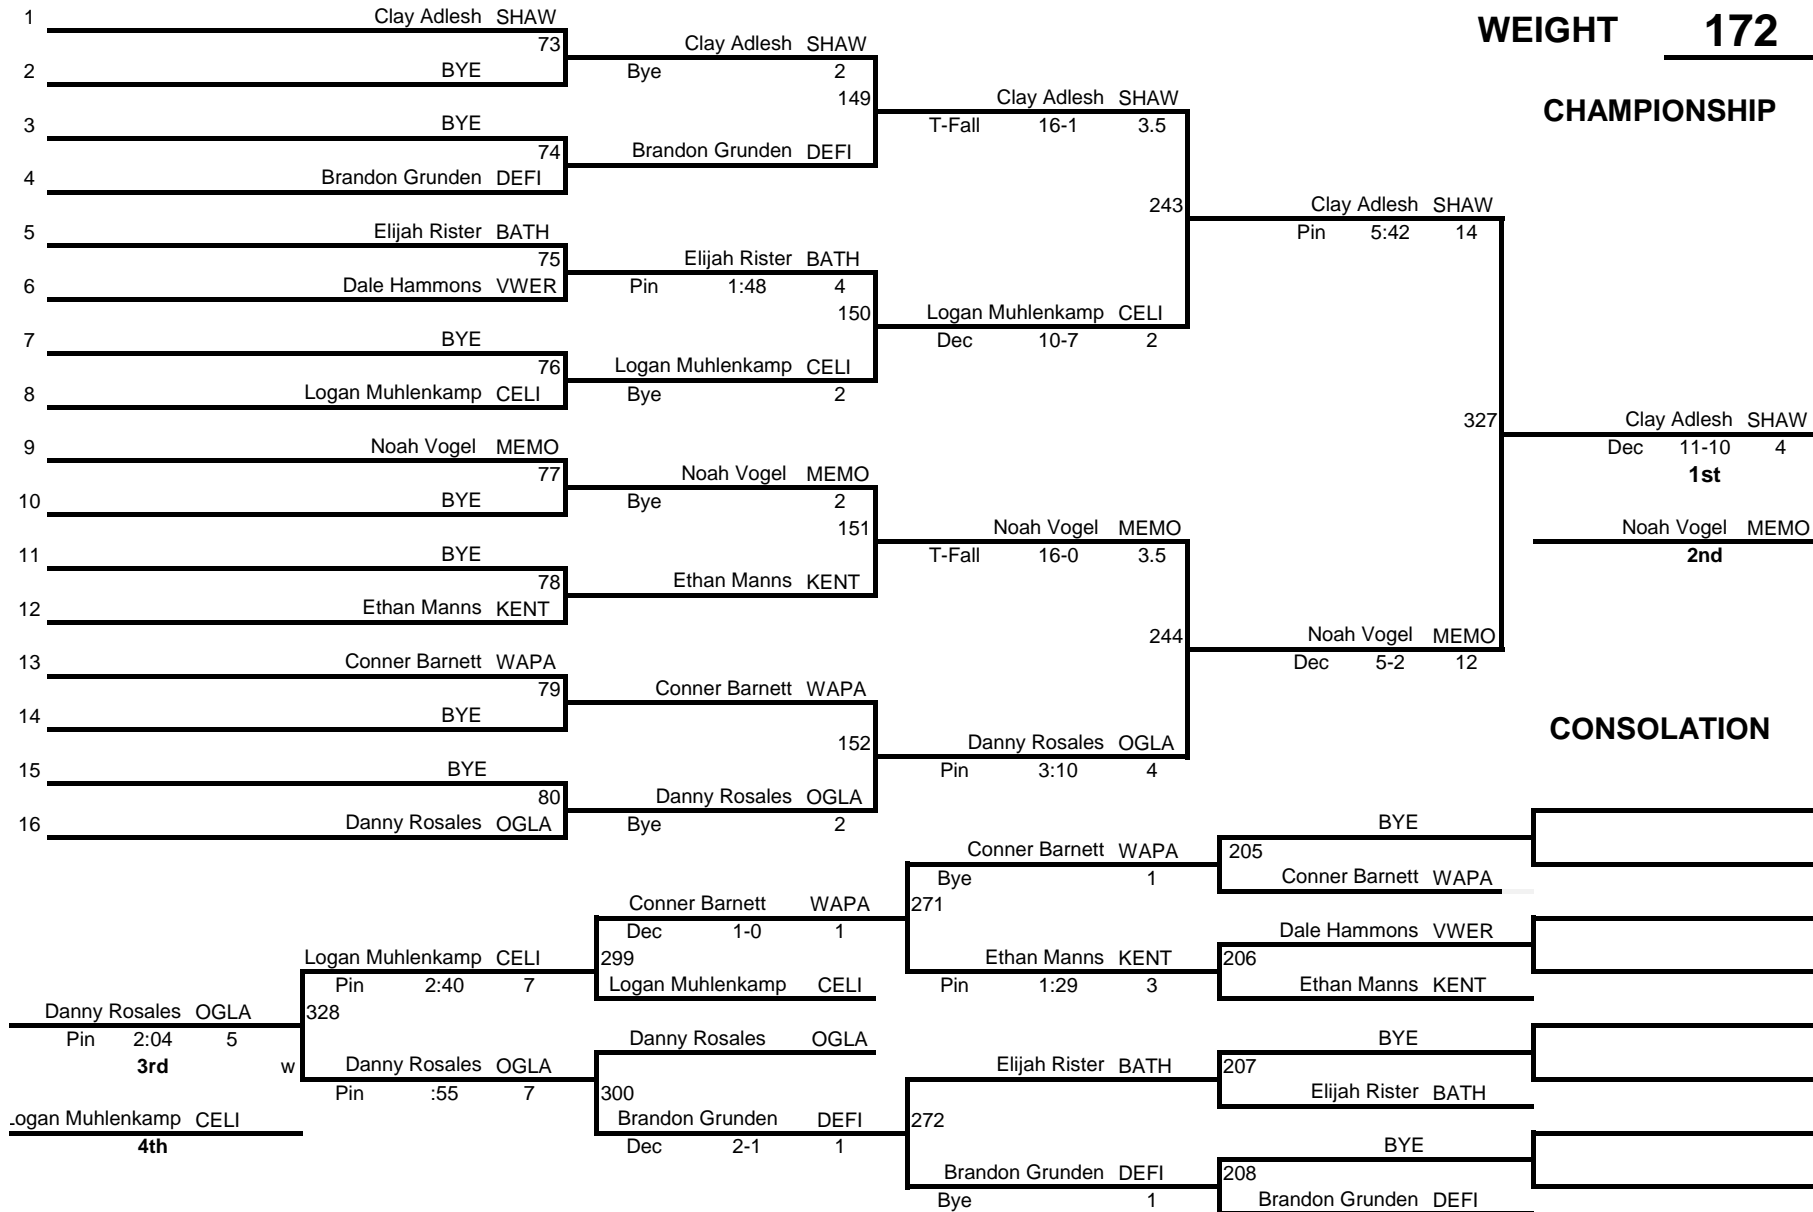 1 Clay Adlesh SHAW
WEIGHT 172
73 Clay Adlesh SHAW
2 BYE Bye 2
149 Clay Adlesh SHAW
CHAMPIONSHIP
3 BYE T-Fall 16-1 3.5
74 Brandon Grunden DEFI
4 Brandon Grunden DEFI
243 Clay Adlesh SHAW
5 Elijah Rister BATH Pin 5:42 14
75 Elijah Rister BATH
6 Dale Hammons VWER Pin 1:48 4
150 Logan Muhlenkamp CELI
7 BYE Dec 10-7 2
76 Logan Muhlenkamp CELI
8 Logan Muhlenkamp CELI Bye 2
327 Clay Adlesh SHAW
9 Noah Vogel MEMO Dec 11-10 4
77 Noah Vogel MEMO 1st
10 BYE Bye 2
151 Noah Vogel MEMO Noah Vogel MEMO
11 BYE T-Fall 16-0 3.5 2nd
78 Ethan Manns KENT
12 Ethan Manns KENT
244 Noah Vogel MEMO
13 Conner Barnett WAPA Dec 5-2 12
79 Conner Barnett WAPA
14 BYE
CONSOLATION
152 Danny Rosales OGLA
15 BYE Pin 3:10 4
80 Danny Rosales OGLA
16 Danny Rosales OGLA Bye 2 BYE
Conner Barnett WAPA 205
Bye 1 Conner Barnett WAPA
Conner Barnett WAPA 271
Dec 1-0 1 Dale Hammons VWER
Logan Muhlenkamp CELI 299 Ethan Manns KENT 206
Pin 2:40 7 Logan Muhlenkamp CELI Pin 1:29 3 Ethan Manns KENT
Danny Rosales OGLA 328
Pin 2:04 5 Danny Rosales OGLA BYE
3rd w Danny Rosales OGLA Elijah Rister BATH 207
Pin :55 7 300 Elijah Rister BATH
Logan Muhlenkamp CELI Brandon Grunden DEFI 272
4th Dec 2-1 1 BYE
Brandon Grunden DEFI 208
Bye 1 Brandon Grunden DEFI